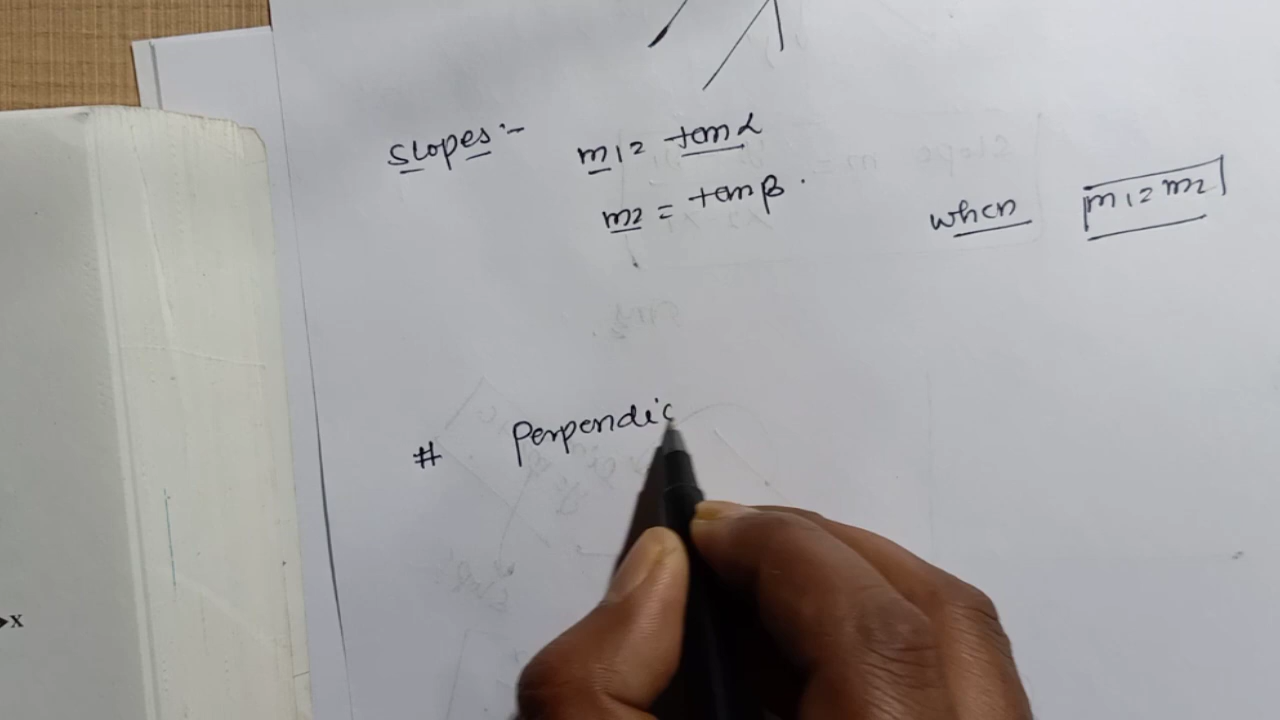 Slopes :- m1 = tanα
m2 = tanβ. when m1 = m2
# Perpendic
x